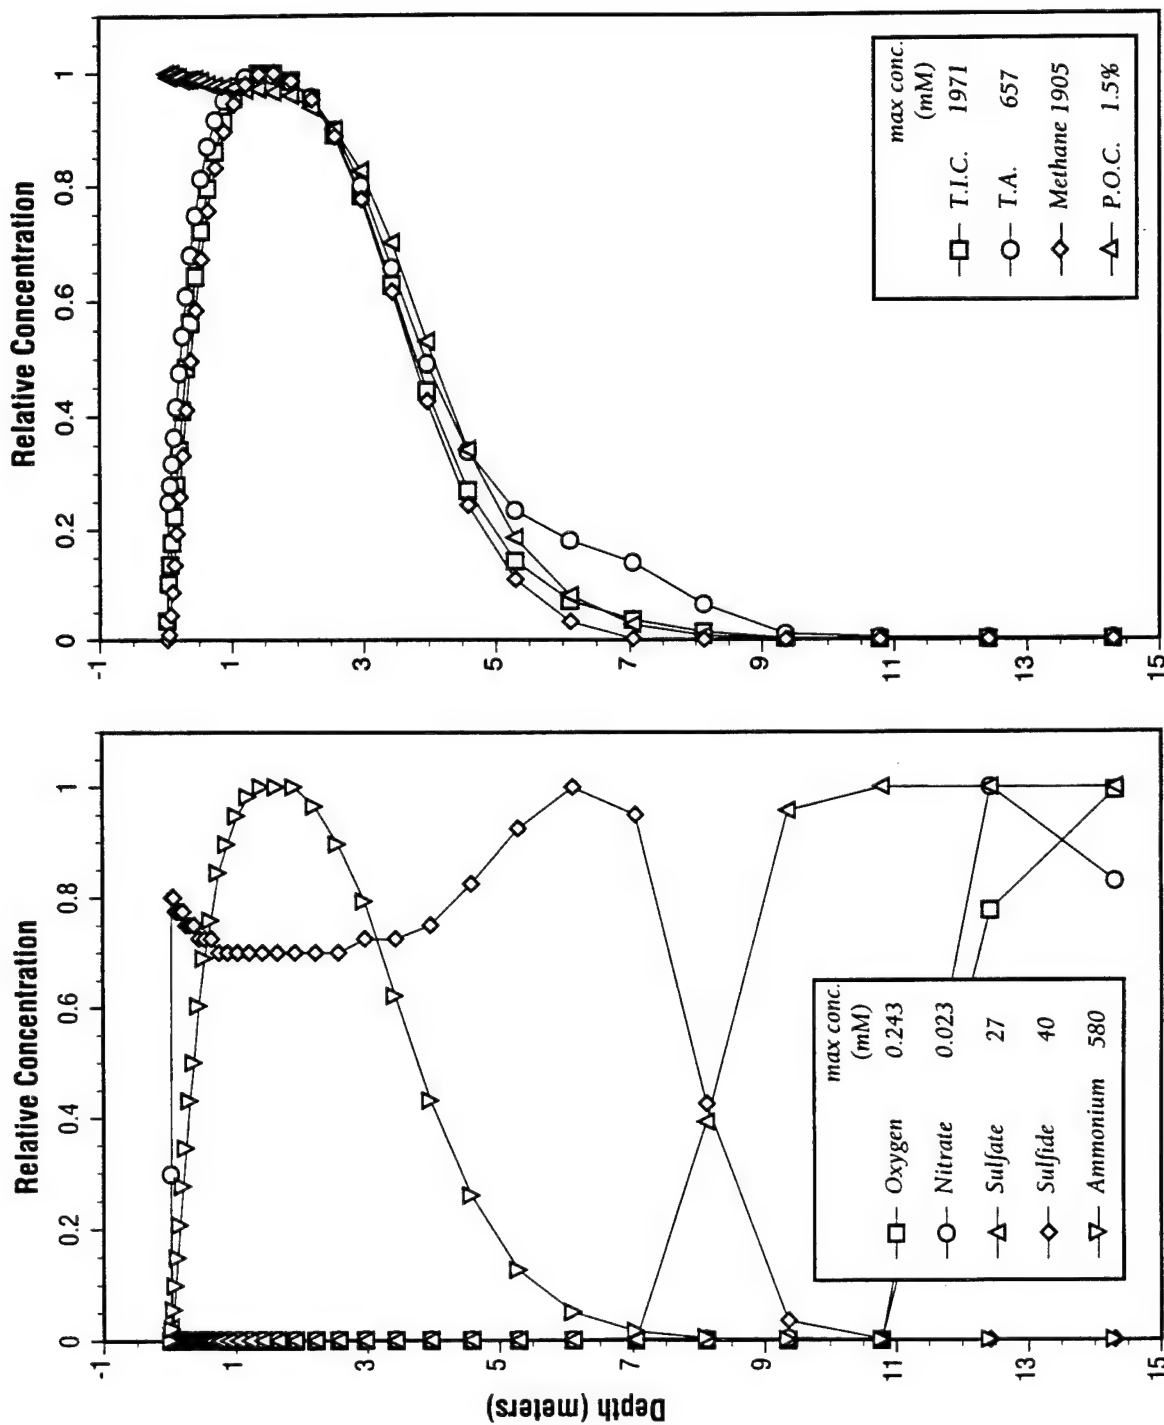 Relative Concentration
0
0.2
0.4
0.6
0.8
1
-1
1
3
5
7
9
11
13
15
Depth (meters)
max conc.
(mM)
Oxygen 0.243
Nitrate 0.023
Sulfate 27
Sulfide 40
Ammonium 580
Relative Concentration
0
0.2
0.4
0.6
0.8
1
-1
1
3
5
7
9
11
13
15
max conc.
(mM)
T.I.C. 1971
T.A. 657
Methane 1905
P.O.C. 1.5%